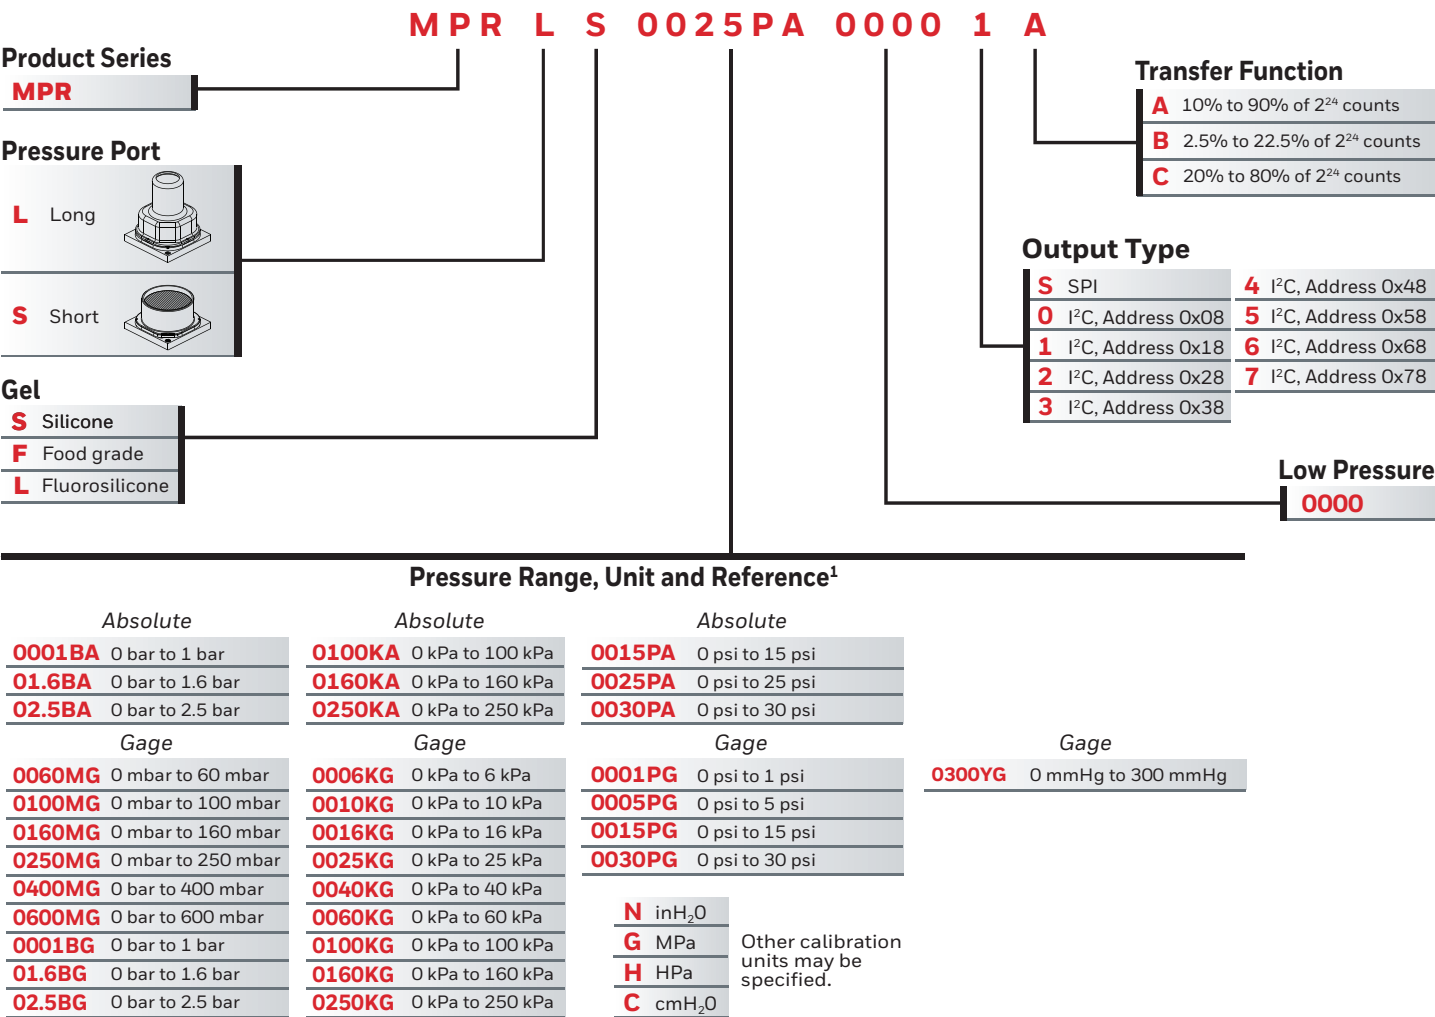 MPR L S 0025PA 0000 1 A
Product Series
MPR
Pressure Port
L Long
S Short
Gel
S Silicone
F Food grade
L Fluorosilicone
Transfer Function
A 10% to 90% of 2²⁴ counts
B 2.5% to 22.5% of 2²⁴ counts
C 20% to 80% of 2²⁴ counts
Output Type
S SPI
0 I²C, Address 0x08
1 I²C, Address 0x18
2 I²C, Address 0x28
3 I²C, Address 0x38
4 I²C, Address 0x48
5 I²C, Address 0x58
6 I²C, Address 0x68
7 I²C, Address 0x78
Low Pressure
0000
Pressure Range, Unit and Reference¹
Absolute
0001BA 0 bar to 1 bar
01.6BA 0 bar to 1.6 bar
02.5BA 0 bar to 2.5 bar
Gage
0060MG 0 mbar to 60 mbar
0100MG 0 mbar to 100 mbar
0160MG 0 mbar to 160 mbar
0250MG 0 mbar to 250 mbar
0400MG 0 bar to 400 mbar
0600MG 0 bar to 600 mbar
0001BG 0 bar to 1 bar
01.6BG 0 bar to 1.6 bar
02.5BG 0 bar to 2.5 bar
Absolute
0100KA 0 kPa to 100 kPa
0160KA 0 kPa to 160 kPa
0250KA 0 kPa to 250 kPa
Gage
0006KG 0 kPa to 6 kPa
0010KG 0 kPa to 10 kPa
0016KG 0 kPa to 16 kPa
0025KG 0 kPa to 25 kPa
0040KG 0 kPa to 40 kPa
0060KG 0 kPa to 60 kPa
0100KG 0 kPa to 100 kPa
0160KG 0 kPa to 160 kPa
0250KG 0 kPa to 250 kPa
Absolute
0015PA 0 psi to 15 psi
0025PA 0 psi to 25 psi
0030PA 0 psi to 30 psi
Gage
0001PG 0 psi to 1 psi
0005PG 0 psi to 5 psi
0015PG 0 psi to 15 psi
0030PG 0 psi to 30 psi
N inH₂0
G MPa
H HPa
C cmH₂0
Other calibration
units may be
specified.
Gage
0300YG 0 mmHg to 300 mmHg